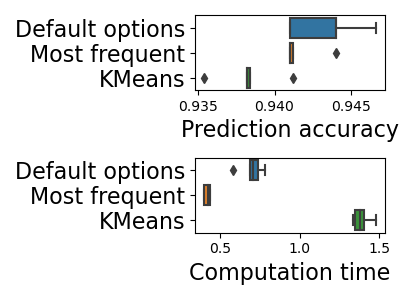 Default options
Most frequent
KMeans
0.935 0.940 0.945
Prediction accuracy
Default options
Most frequent
KMeans
0.5 1.0 1.5
Computation time